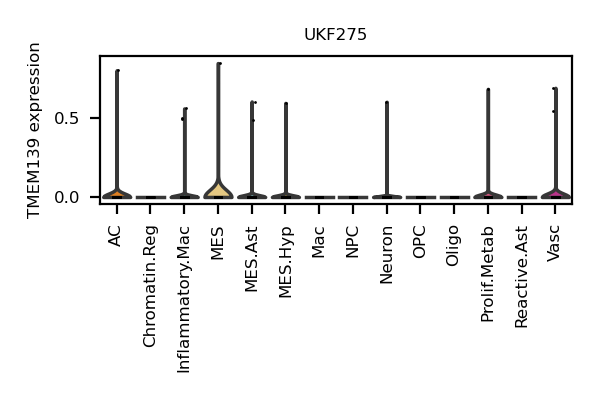 UKF275
TMEM139 expression
0.5
0.0
AC
Chromatin.Reg
Inflammatory.Mac
MES
MES.Ast
MES.Hyp
Mac
NPC
Neuron
OPC
Oligo
Prolif.Metab
Reactive.Ast
Vasc